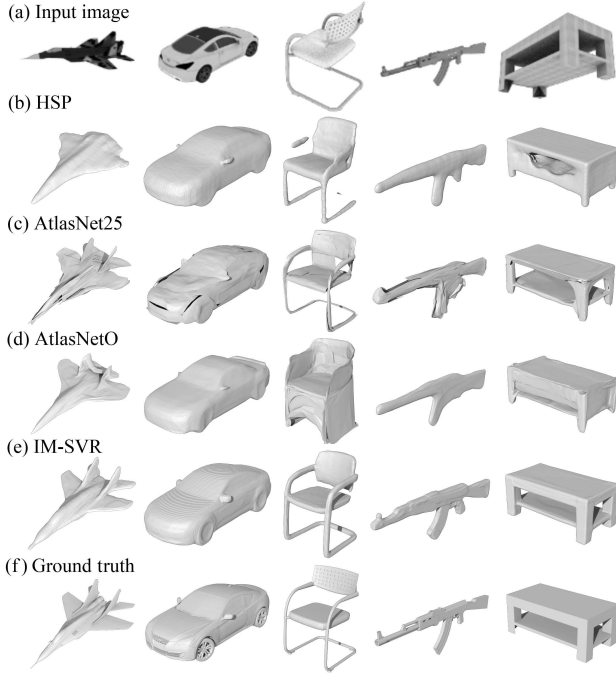 (a) Input image
(b) HSP
(c) AtlasNet25
(d) AtlasNetO
(e) IM-SVR
(f) Ground truth